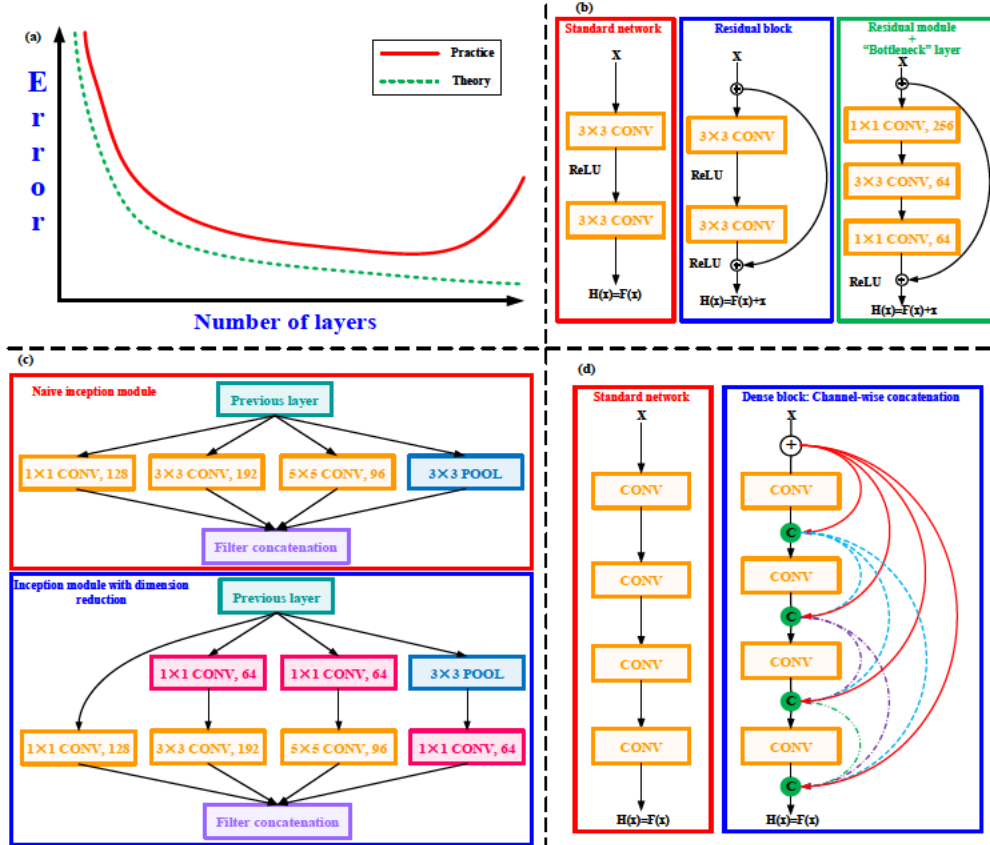 (a)
Error
Practice
Theory
Number of layers
(b)
Standard network
X
3×3 CONV
ReLU
3×3 CONV
H(x)=F(x)
Residual block
X
3×3 CONV
ReLU
3×3 CONV
ReLU
H(x)=F(x)+x
Residual module
+
“Bottleneck” layer
X
1×1 CONV, 256
3×3 CONV, 64
1×1 CONV, 64
ReLU
H(x)=F(x)+x
(c)
Naive inception module
Previous layer
1×1 CONV, 128
3×3 CONV, 192
5×5 CONV, 96
3×3 POOL
Filter concatenation
Inception module with dimension
reduction
Previous layer
1×1 CONV, 64
1×1 CONV, 64
3×3 POOL
1×1 CONV, 128
3×3 CONV, 192
5×5 CONV, 96
1×1 CONV, 64
Filter concatenation
(d)
Standard network
X
CONV
CONV
CONV
CONV
H(x)=F(x)
Dense block: Channel-wise concatenation
X
+
CONV
C
CONV
C
CONV
C
CONV
C
H(x)=F(x)